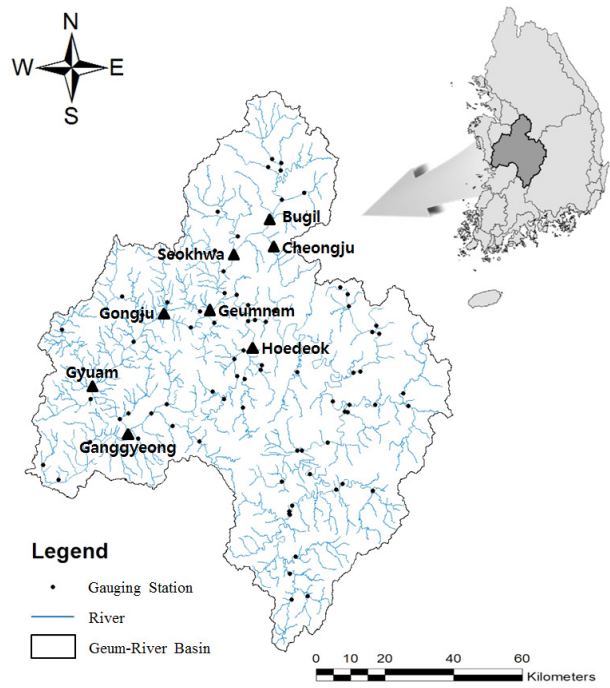 N
W E
S
Bugil
Cheongju
Seokhwa
Gongju
Geumnam
Hoedeok
Gyuam
Ganggyeong
Legend
Gauging Station
River
Geum-River Basin
0 5 10 20 40 60
Kilometers